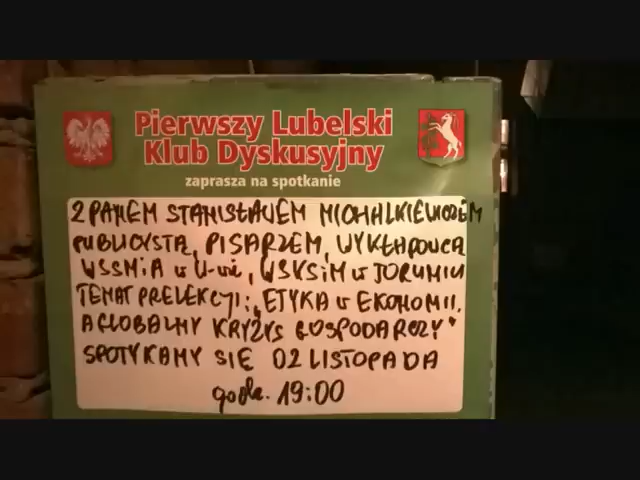 Pierwszy Lubelski
Klub Dyskusyjny
zaprasza na spotkanie
Z PANEM STANISŁAWEM MICHALKIEWICZEM
PUBLICYSTĄ, PISARZEM, WYKŁADOWCĄ
WSSMIA w W-wie, WSKSiM w TORUNIU
TEMAT PRELEKCJI: „ETYKA W EKONOMII,
A GLOBALNY KRYZYS GOSPODARCZY"
SPOTYKAMY SIĘ 02 LISTOPADA
godz. 19:00